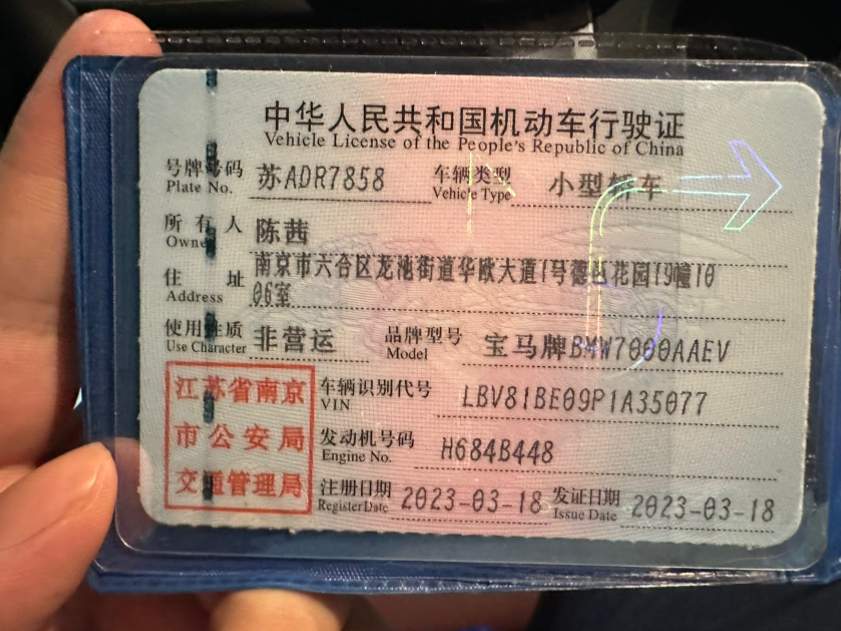 中华人民共和国机动车行驶证
Vehicle License of the People's Republic of China
号牌号码 苏ADR7858 车辆类型 小型轿车
Plate No. Vehicle Type
所有人 陈茜
Owner
南京市六合区龙池街道华欧大道1号德邑花园19幢10
住址 06室
Address
使用性质 非营运 品牌型号 宝马牌BMW7000AAEV
Use Character Model
江苏省南京 车辆识别代号 LBV81BE09P1A35077
VIN
市公安局 发动机号码 H684B448
Engine No.
交通管理局 注册日期 2023-03-18 发证日期 2023-03-18
Register Date Issue Date